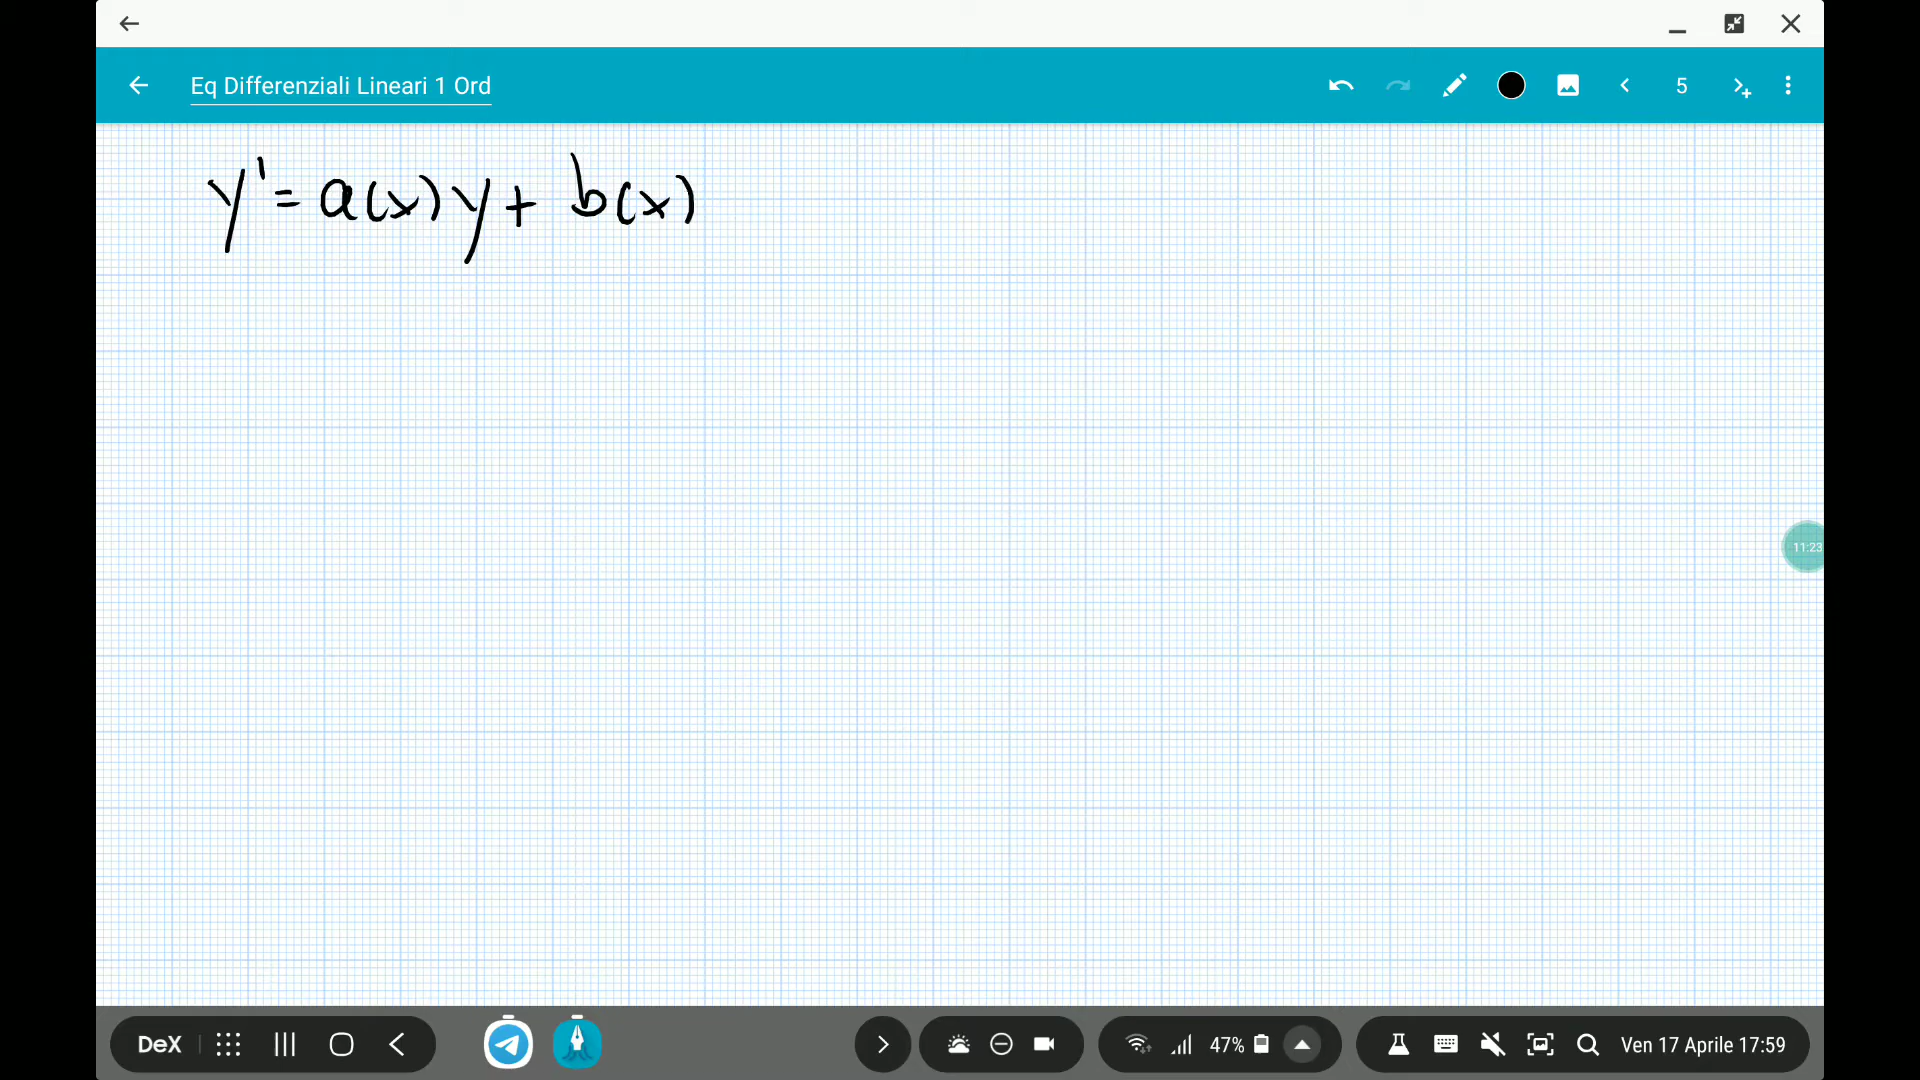 Eq Differenziali Lineari 1 Ord
5
y' = a(x) y + b(x)
11:23
DeX
47%
Ven 17 Aprile 17:59